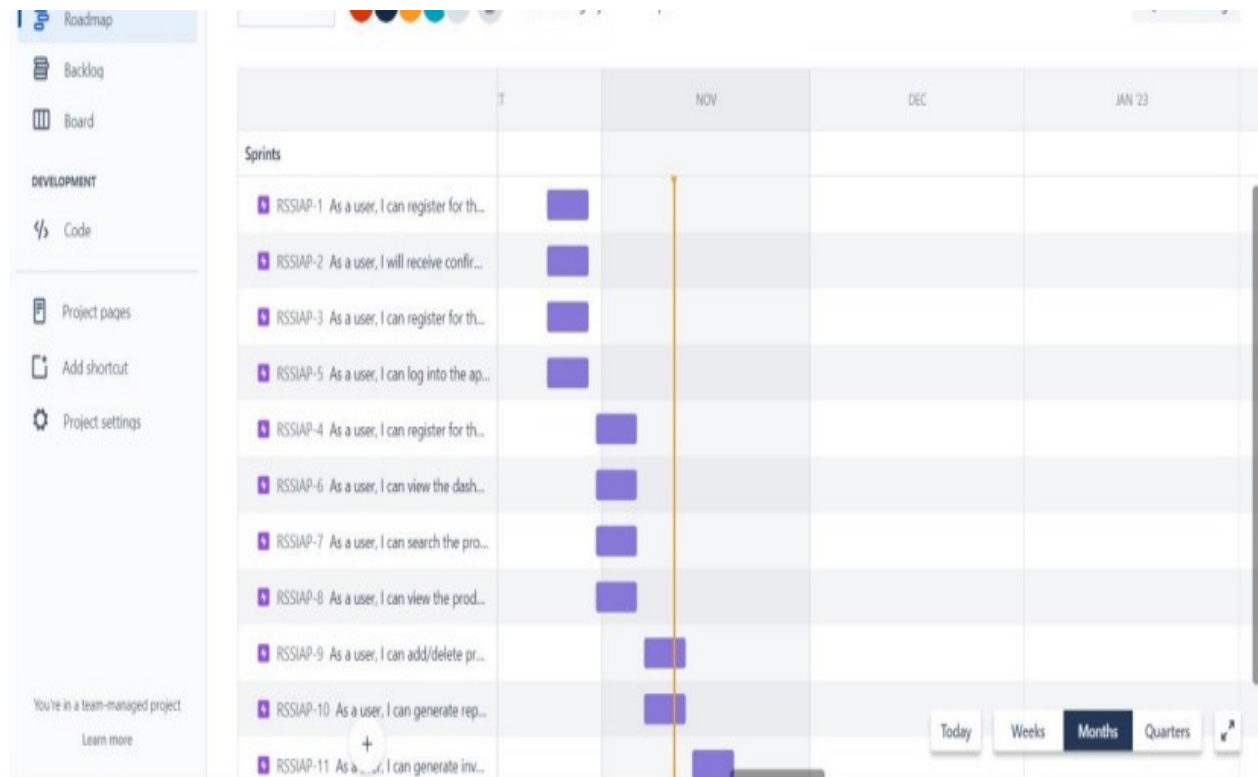 Roadmap
Backlog
Board
DEVELOPMENT
Code
Project pages
Add shortcut
Project settings
You're in a team-managed project
Learn more
NOV
DEC
JAN '23
Sprints
RSSIAP-1 As a user, I can register for th...
RSSIAP-2 As a user, I will receive confir...
RSSIAP-3 As a user, I can register for th...
RSSIAP-5 As a user, I can log into the ap...
RSSIAP-4 As a user, I can register for th...
RSSIAP-6 As a user, I can view the dash...
RSSIAP-7 As a user, I can search the pro...
RSSIAP-8 As a user, I can view the prod...
RSSIAP-9 As a user, I can add/delete pr...
RSSIAP-10 As a user, I can generate rep...
RSSIAP-11 As a I can generate inv...
Today Weeks Months Quarters